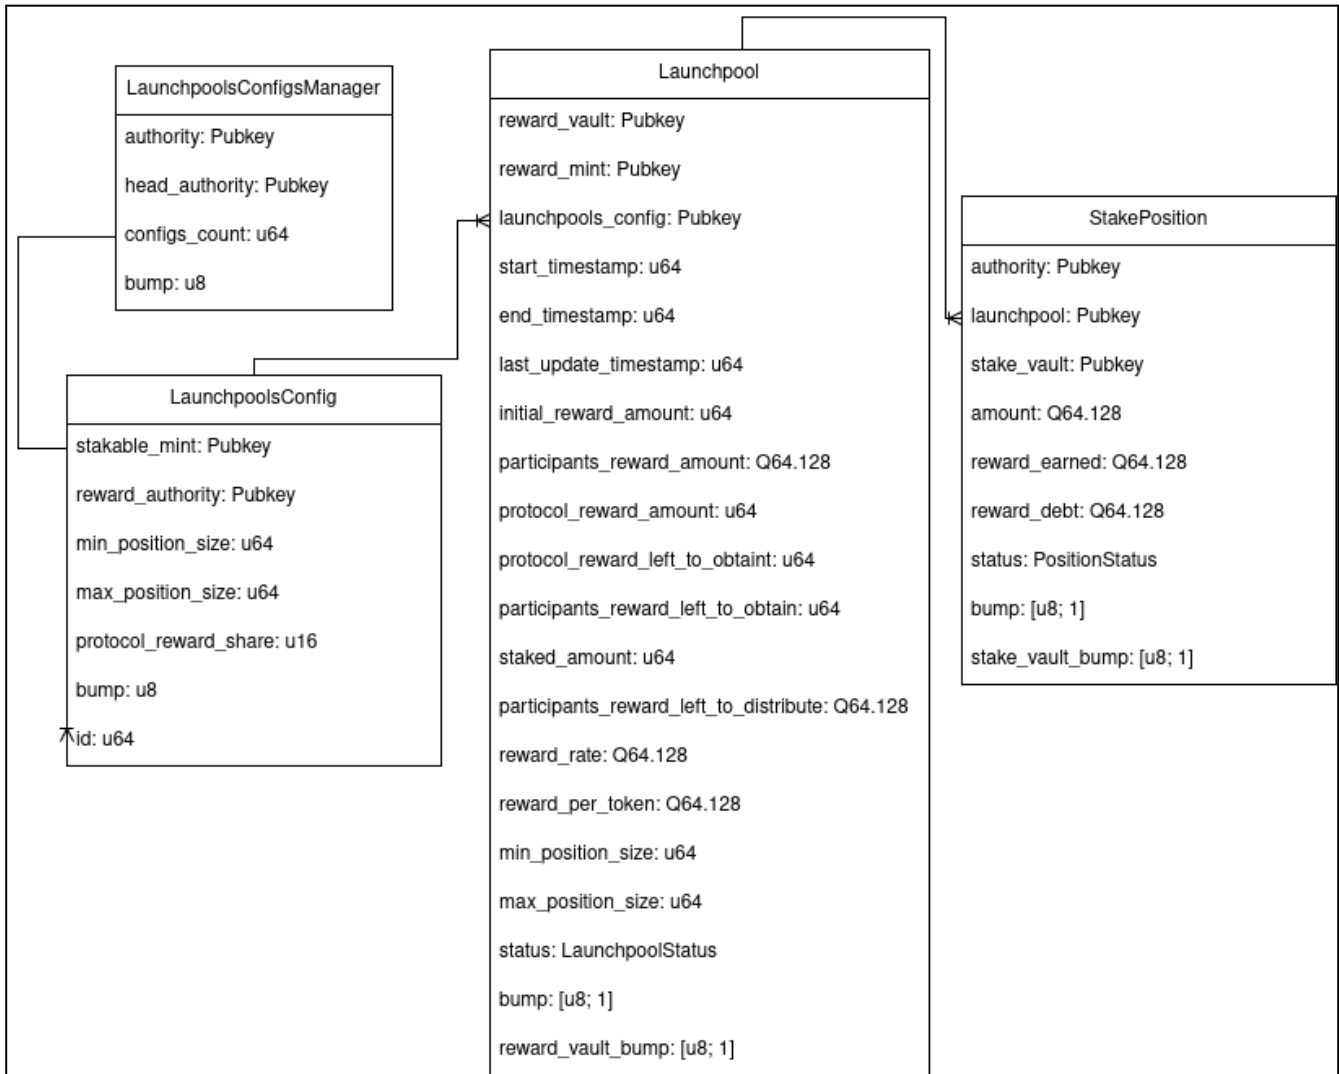 LaunchpoolsConfigsManager
authority: Pubkey
head_authority: Pubkey
configs_count: u64
bump: u8
LaunchpoolsConfig
stakable_mint: Pubkey
reward_authority: Pubkey
min_position_size: u64
max_position_size: u64
protocol_reward_share: u16
bump: u8
id: u64
Launchpool
reward_vault: Pubkey
reward_mint: Pubkey
launchpools_config: Pubkey
start_timestamp: u64
end_timestamp: u64
last_update_timestamp: u64
initial_reward_amount: u64
participants_reward_amount: Q64.128
protocol_reward_amount: u64
protocol_reward_left_to_obtaint: u64
participants_reward_left_to_obtain: u64
staked_amount: u64
participants_reward_left_to_distribute: Q64.128
reward_rate: Q64.128
reward_per_token: Q64.128
min_position_size: u64
max_position_size: u64
status: LaunchpoolStatus
bump: [u8; 1]
reward_vault_bump: [u8; 1]
StakePosition
authority: Pubkey
launchpool: Pubkey
stake_vault: Pubkey
amount: Q64.128
reward_earned: Q64.128
reward_debt: Q64.128
status: PositionStatus
bump: [u8; 1]
stake_vault_bump: [u8; 1]